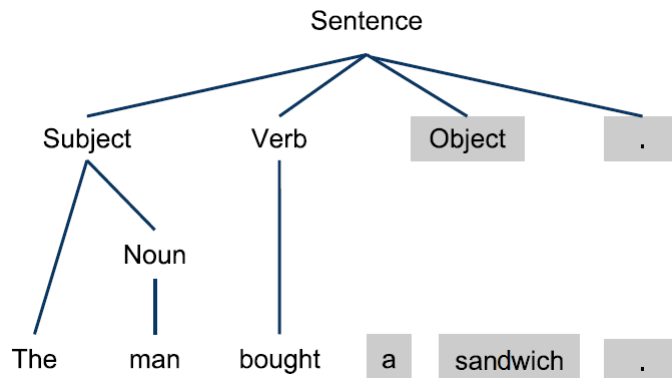 Sentence
Subject Verb Object .
Noun
The man bought a sandwich .